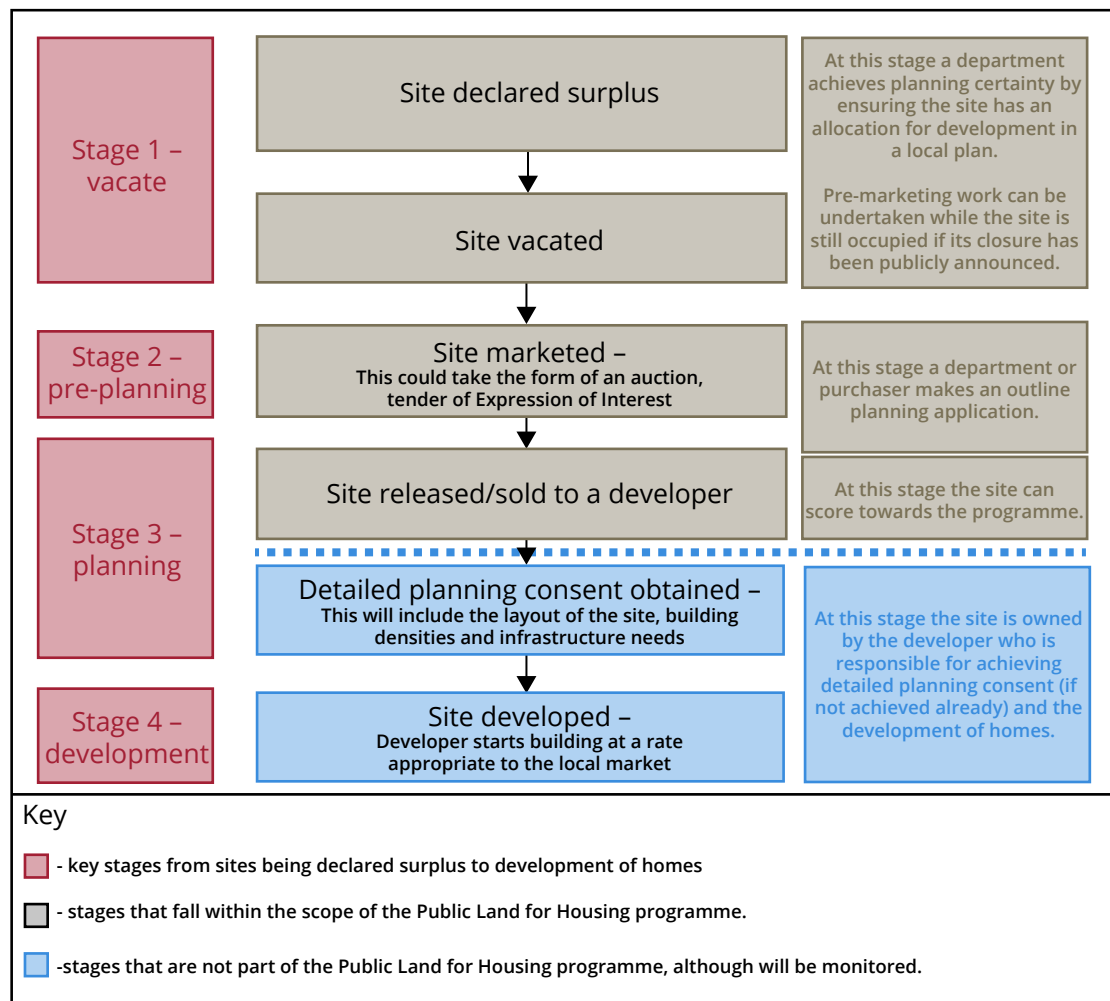 Stage 1 –
vacate
Site declared surplus
At this stage a department
achieves planning certainty by
ensuring the site has an
allocation for development in
a local plan.
Pre-marketing work can be
undertaken while the site is
still occupied if its closure has
been publicly announced.
Site vacated
Stage 2 –
pre-planning
Site marketed –
This could take the form of an auction,
tender of Expression of Interest
At this stage a department or
purchaser makes an outline
planning application.
Stage 3 –
planning
Site released/sold to a developer
At this stage the site can
score towards the programme.
Detailed planning consent obtained –
This will include the layout of the site, building
densities and infrastructure needs
At this stage the site is owned
by the developer who is
responsible for achieving
detailed planning consent (if
not achieved already) and the
development of homes.
Stage 4 –
development
Site developed –
Developer starts building at a rate
appropriate to the local market
Key
- key stages from sites being declared surplus to development of homes
- stages that fall within the scope of the Public Land for Housing programme.
-stages that are not part of the Public Land for Housing programme, although will be monitored.